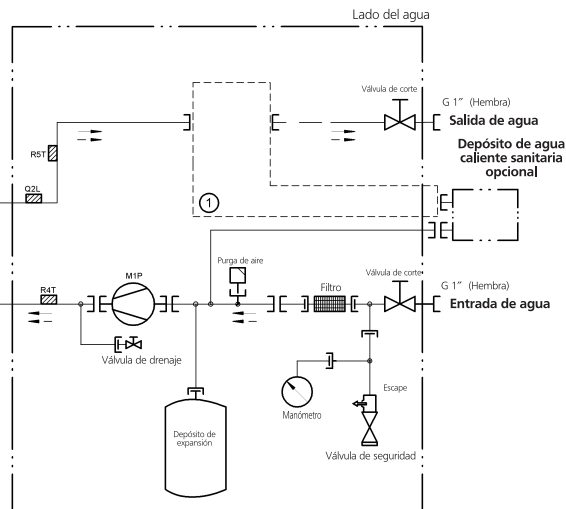 Lado del agua
Válvula de corte
G 1" (Hembra)
Salida de agua
Depósito de agua
caliente sanitaria
opcional
R5T
Q2L
1
Purga de aire
M1P
R4T
Filtro
Válvula de corte
G 1" (Hembra)
Entrada de agua
Válvula de drenaje
Manómetro
Escape
Depósito de
expansión
Válvula de seguridad